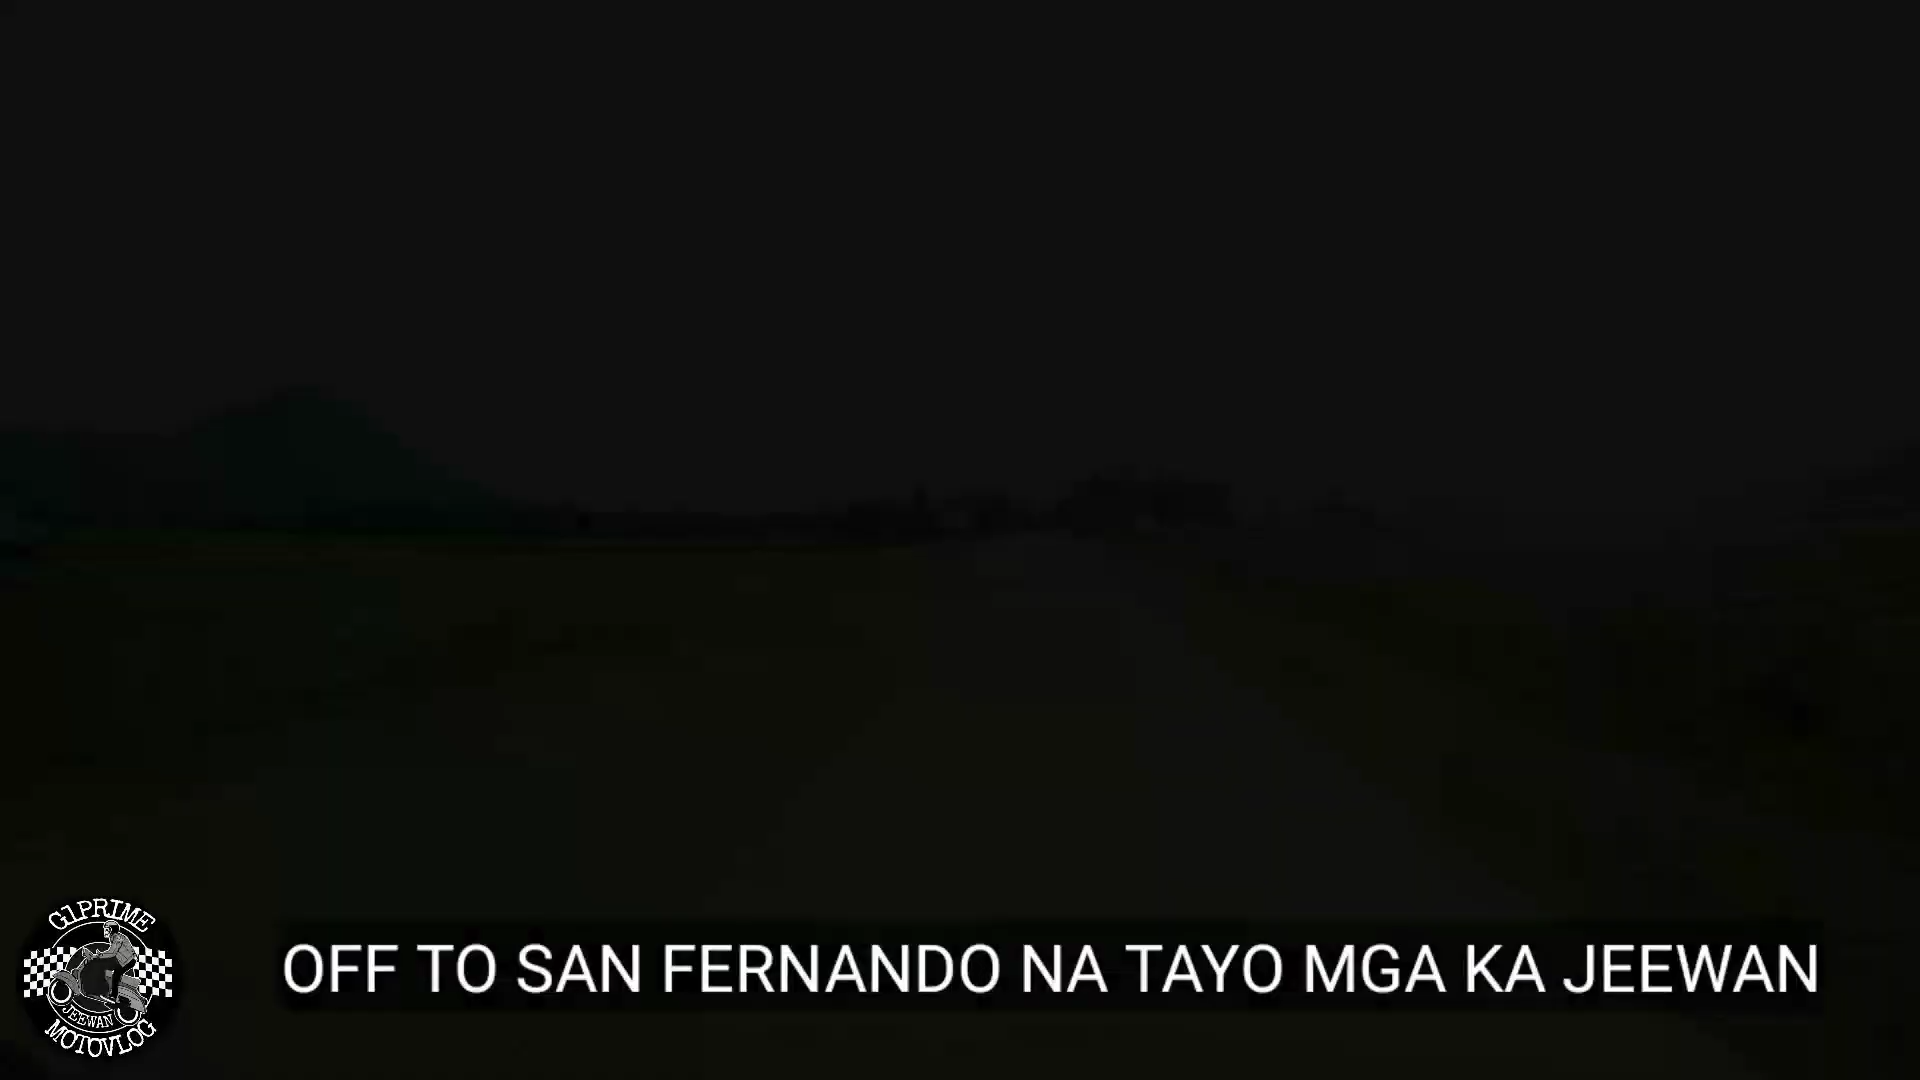 G1PRIME
JEEWAN
MOTOVLOG
OFF TO SAN FERNANDO NA TAYO MGA KA JEEWAN